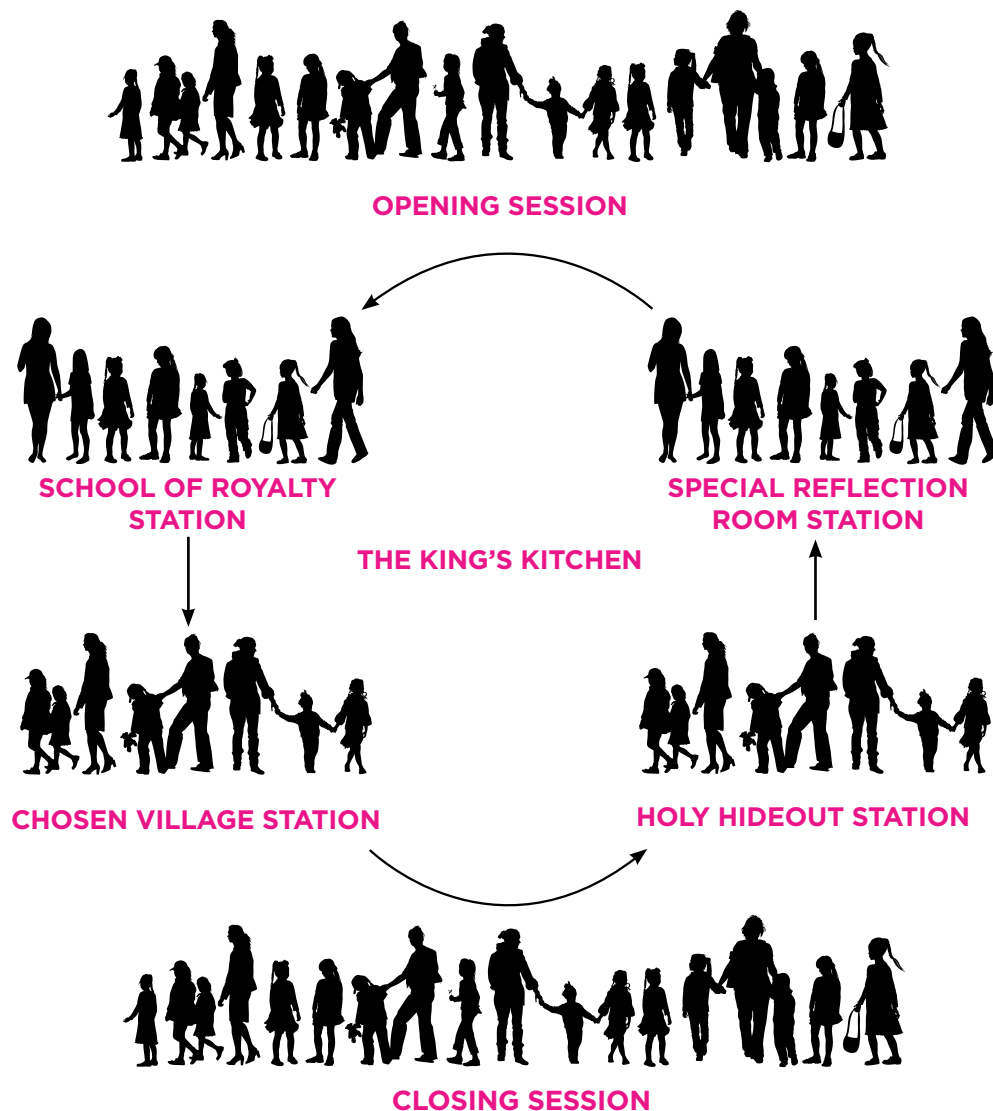 OPENING SESSION
SCHOOL OF ROYALTY
STATION
SPECIAL REFLECTION
ROOM STATION
THE KING'S KITCHEN
CHOSEN VILLAGE STATION
HOLY HIDEOUT STATION
CLOSING SESSION